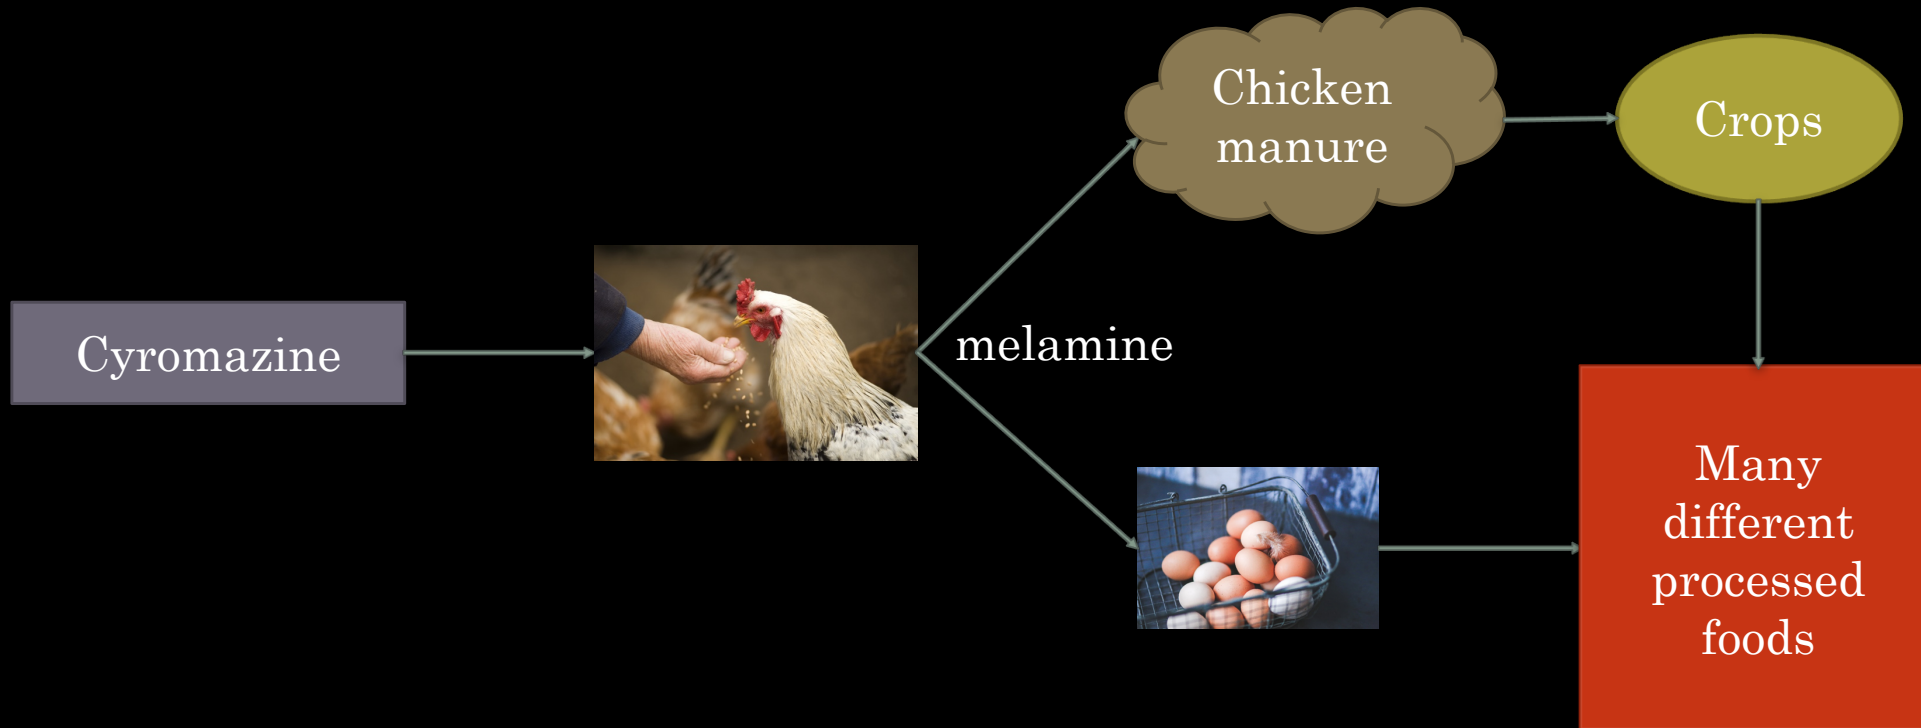 Cyromazine
melamine
Chicken
manure
Crops
Many
different
processed
foods